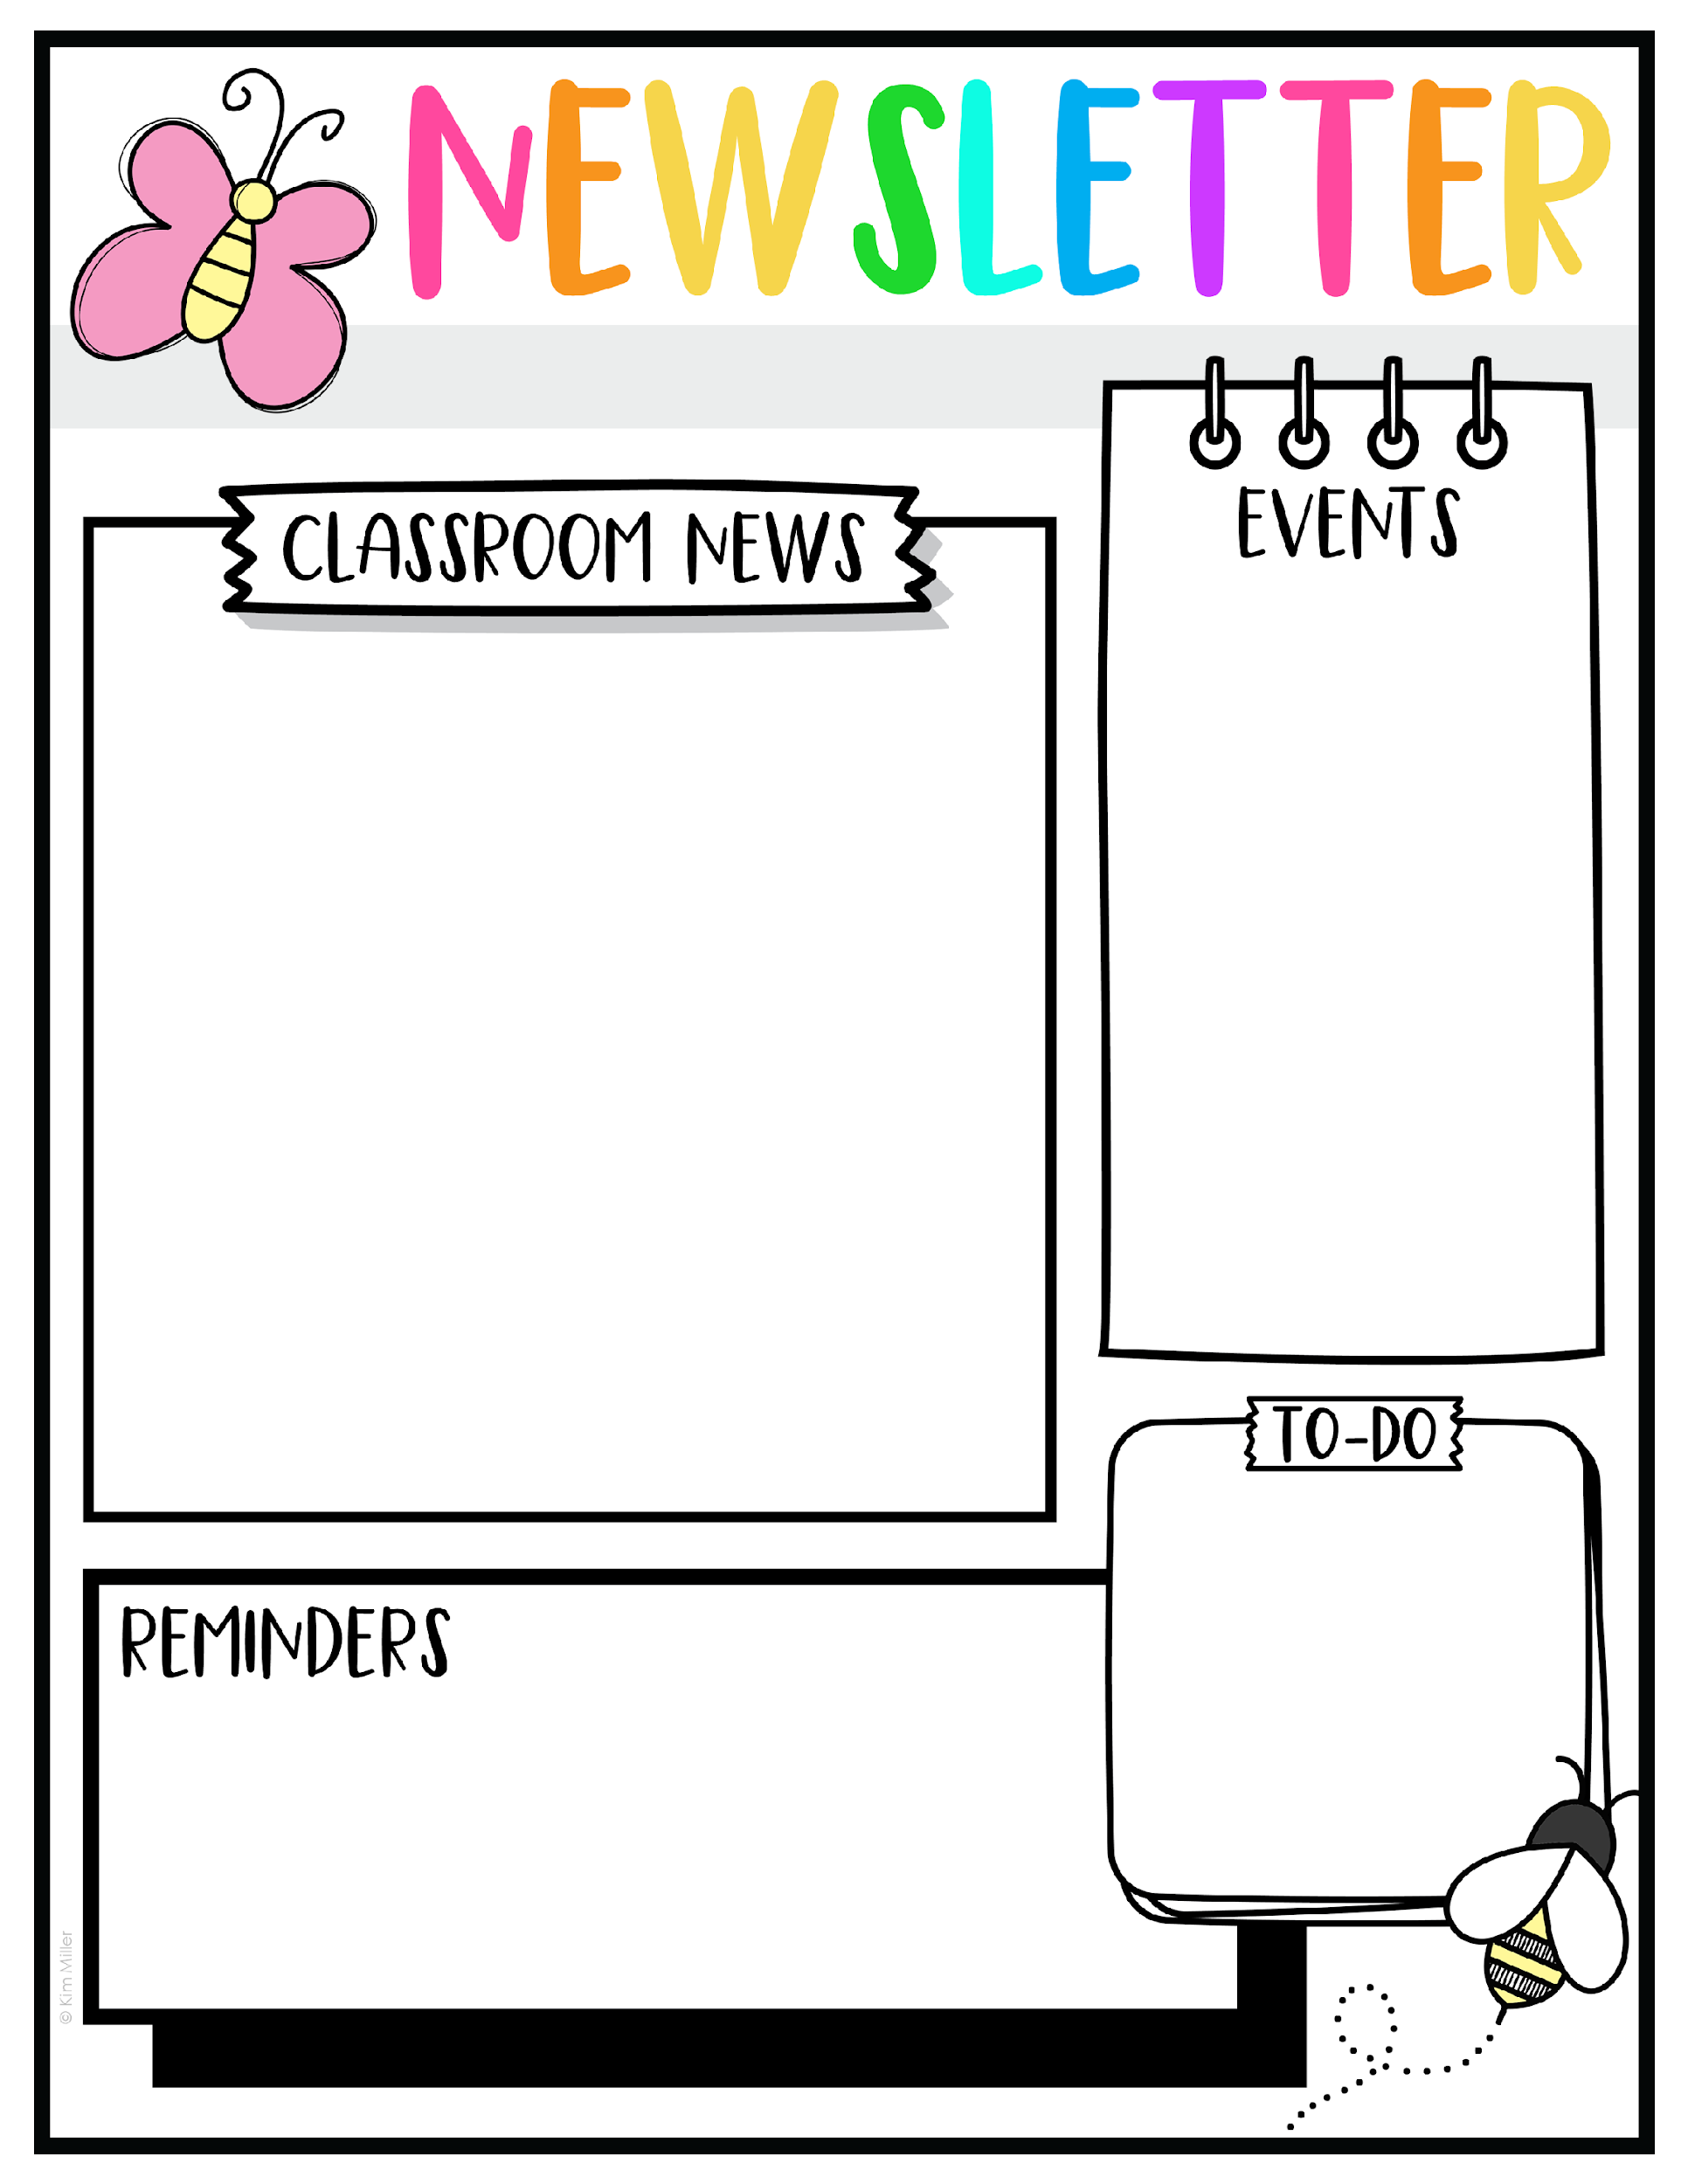 NEWSLETTER
CLASSROOM NEWS
EVENTS
TO-DO
REMINDERS
© Kim Miller